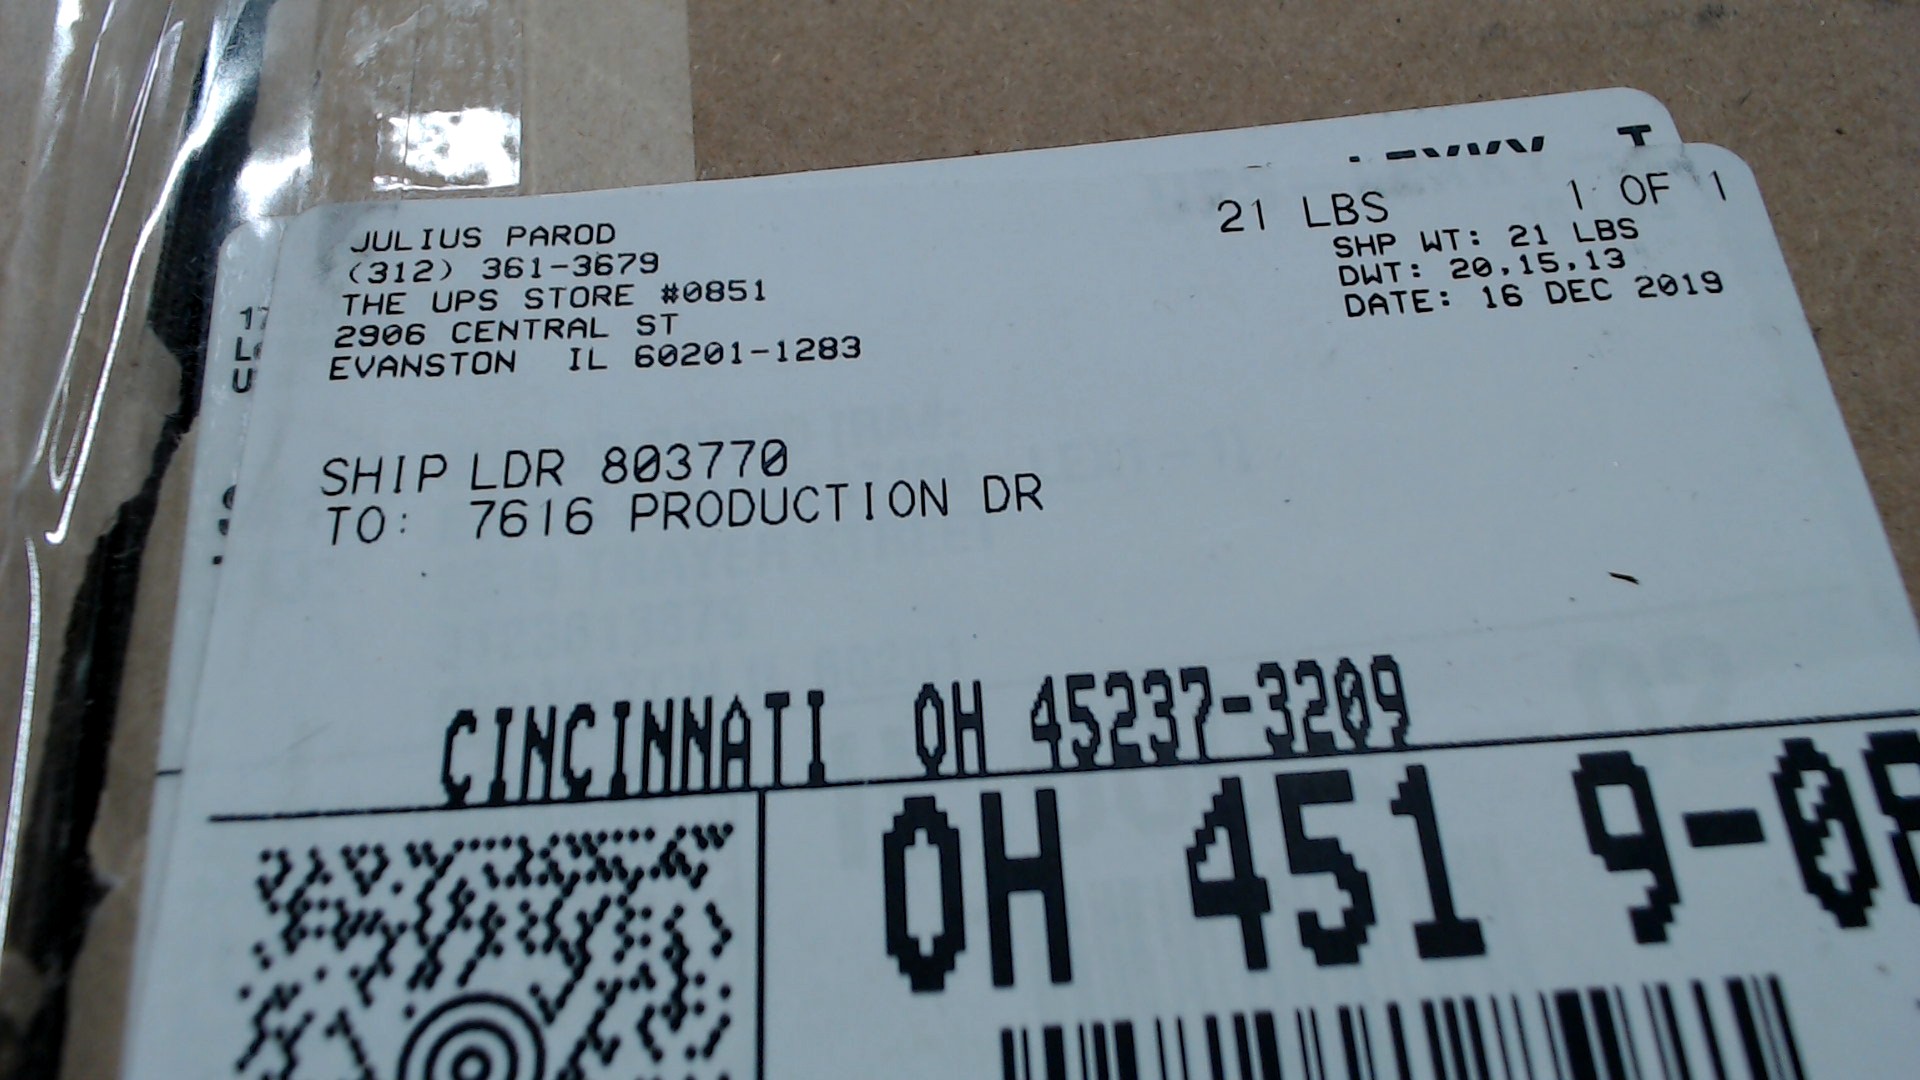 JULIUS PAROD
(312) 361-3679
THE UPS STORE #0851
2906 CENTRAL ST
EVANSTON IL 60201-1283
21 LBS 1 OF 1
SHP WT: 21 LBS
DWT: 20,15,13
DATE: 16 DEC 2019
SHIP LDR 803770
TO: 7616 PRODUCTION DR
CINCINNATI OH 45237-3209
OH 451 9-08